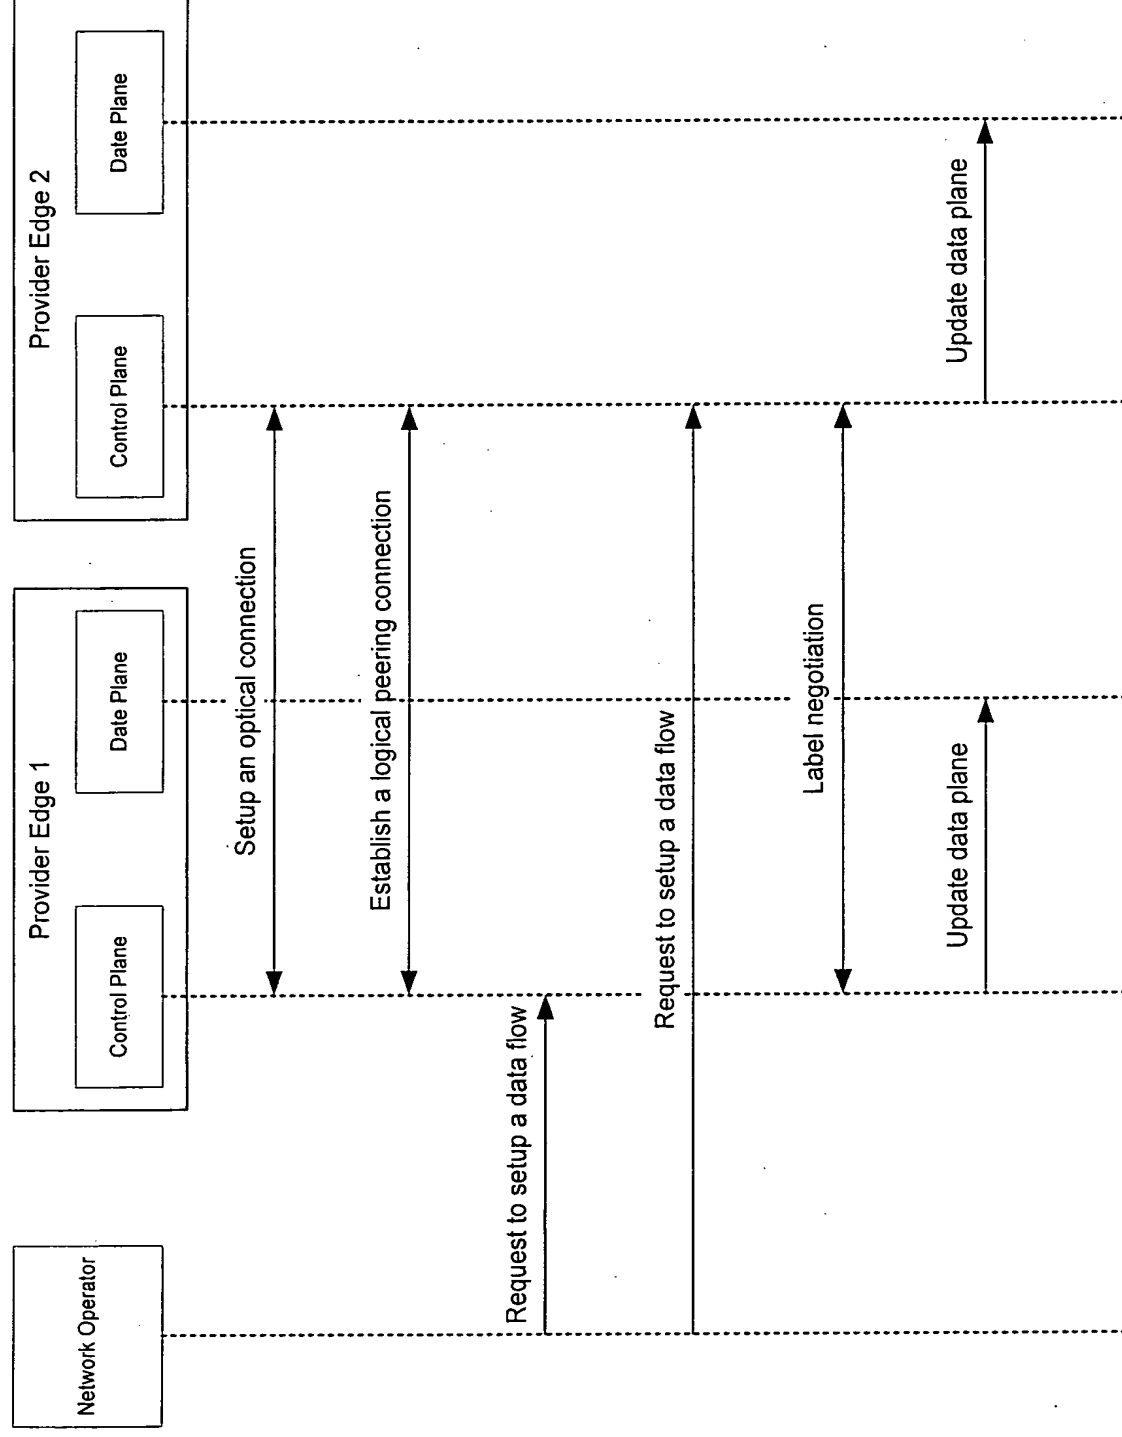 Network Operator
Provider Edge 1
Control Plane
Date Plane
Provider Edge 2
Control Plane
Date Plane
Setup an optical connection
Establish a logical peering connection
Request to setup a data flow
Request to setup a data flow
Label negotiation
Update data plane
Update data plane